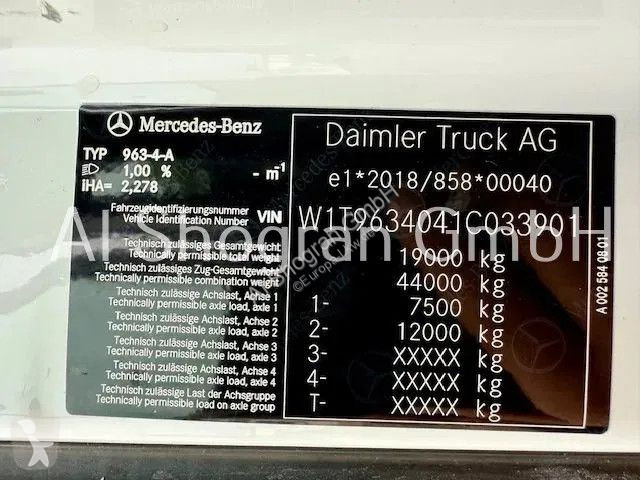 Mercedes-Benz
TYP 963-4-A
1,00 % - m-1
iHA= 2,278
Fahrzeugidentifizierungsnummer
Vehicle Identification Number VIN
Technisch zulässiges Gesamtgewicht
Technically permissible total weight
Technisch zulässiges Zug-Gesamtgewicht
Technically permissible combination weight
Technisch zulässige Achslast, Achse 1
Technically permissible axle load, axle 1
Technisch zulässige Achslast, Achse 2
Technically permissible axle load, axle 2
Technisch zulässige Achslast, Achse 3
Technically permissible axle load, axle 3
Technisch zulässige Achslast, Achse 4
Technically permissible axle load, axle 4
Technisch zulässige Last der Achsgruppe
Technically permissible load on axle group
Daimler Truck AG
e1*2018/858*00040
W1T9634041C033901
19000 kg
44000 kg
1- 7500 kg
2- 12000 kg
3- XXXXX kg
4- XXXXX kg
T- XXXXX kg
A 002 584 08 01
Al Shogran GmbH